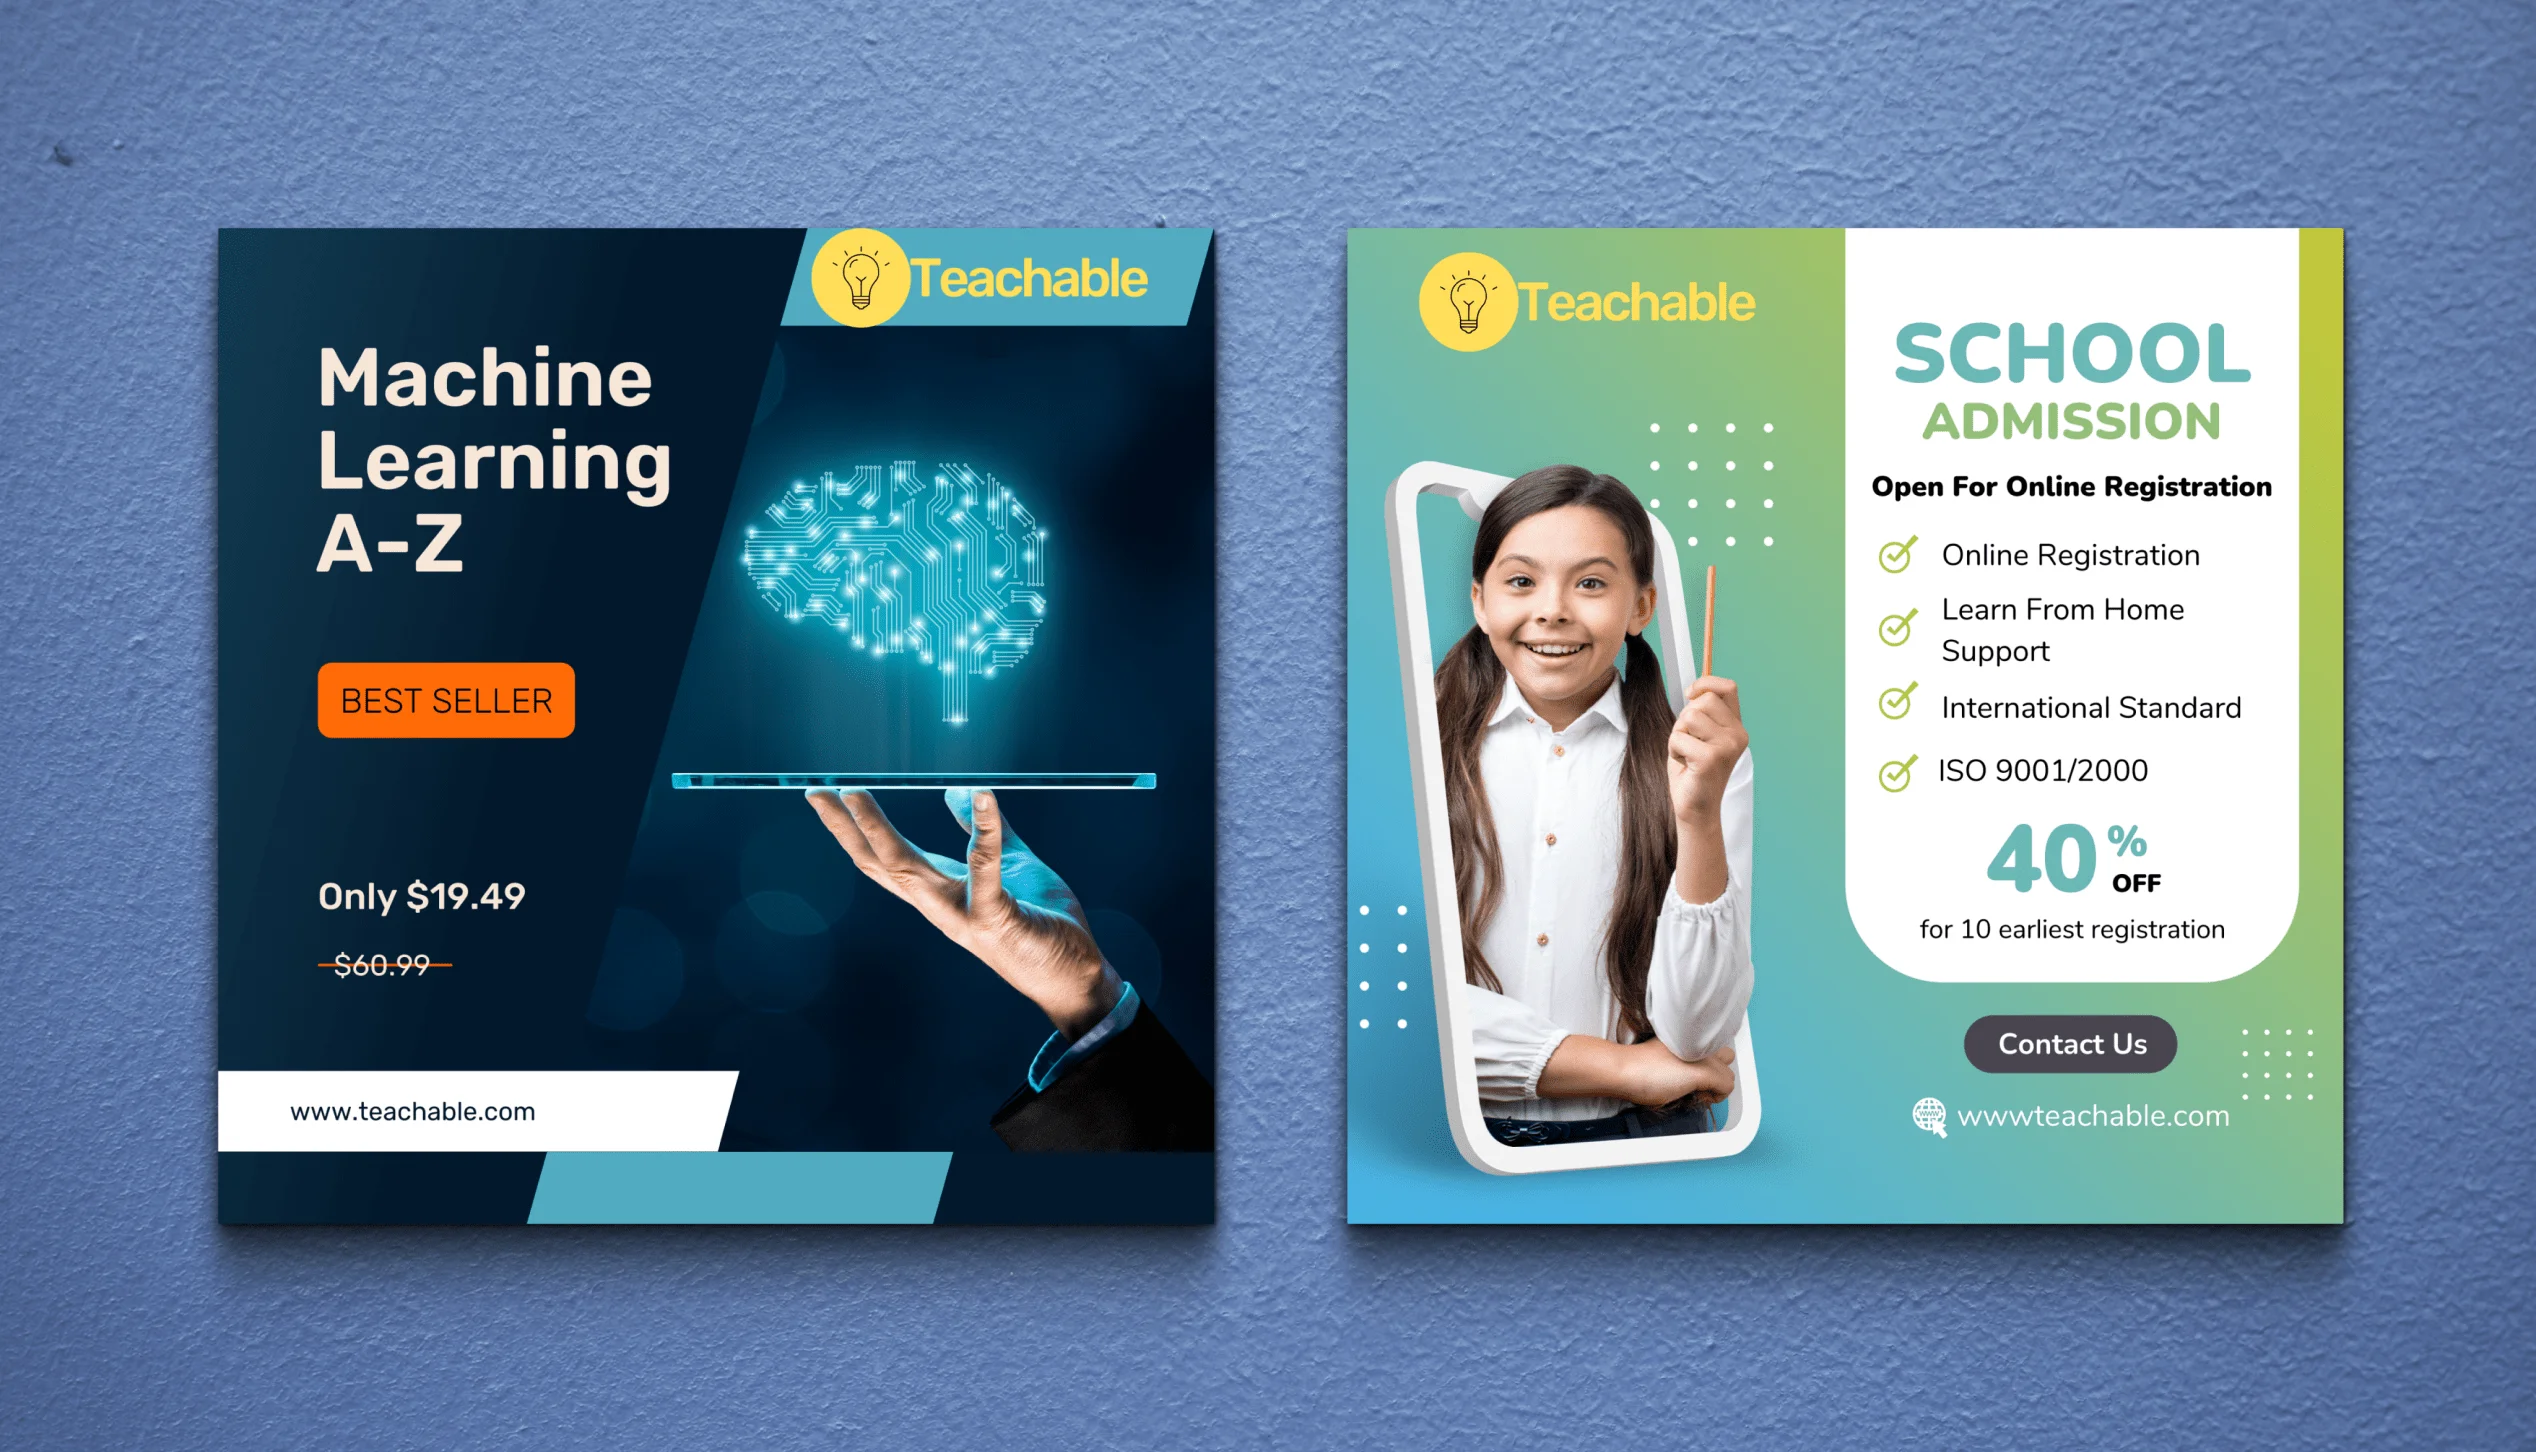 Teachable
Machine
Learning
A-Z
BEST SELLER
Only $19.49
$60.99
www.teachable.com
Teachable
SCHOOL
ADMISSION
Open For Online Registration
Online Registration
Learn From Home
Support
International Standard
ISO 9001/2000
40%
OFF
for 10 earliest registration
Contact Us
www
wwwteachable.com